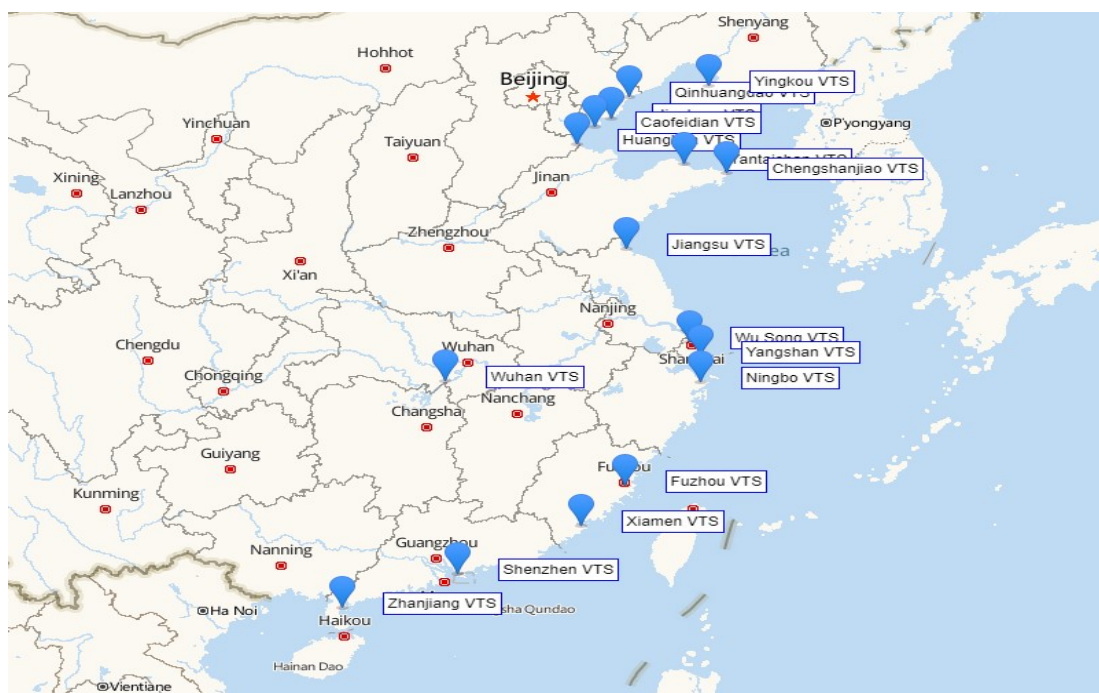 Shenyang
Hohhot
Beijing
Yingkou VTS
Qinhuangdao VTS
Caofeidian VTS
P'yongyang
Yinchuan
Taiyuan
VTS
Chengshanjiao VTS
Xining
Lanzhou
Jinan
Zhengzhou
Jiangsu VTS
Xi'an
Nanjing
Wu Song VTS
Yangshan VTS
Chengdu
Wuhan
Wuhan VTS
Ningbo VTS
Chongqing
Changsha
Nanchang
Guiyang
Fuzhou VTS
Kunming
Xiamen VTS
Guangzhou
Nanning
Shenzhen VTS
Zhanjiang VTS
Ha Noi
Qundao
Haikou
Hainan Dao
Vientiane